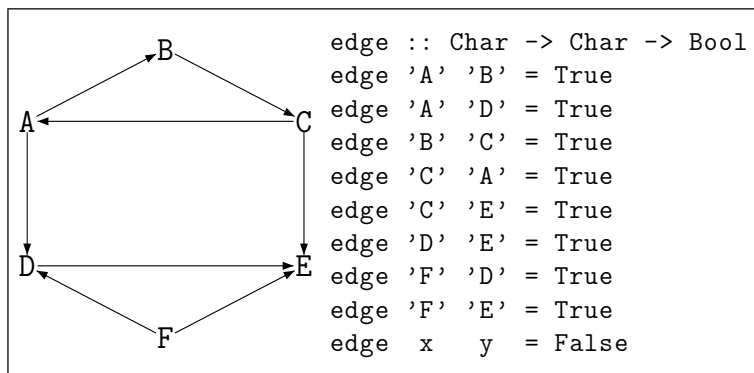 B
A
C
D
E
F
edge :: Char -> Char -> Bool
edge 'A' 'B' = True
edge 'A' 'D' = True
edge 'B' 'C' = True
edge 'C' 'A' = True
edge 'C' 'E' = True
edge 'D' 'E' = True
edge 'F' 'D' = True
edge 'F' 'E' = True
edge x y = False